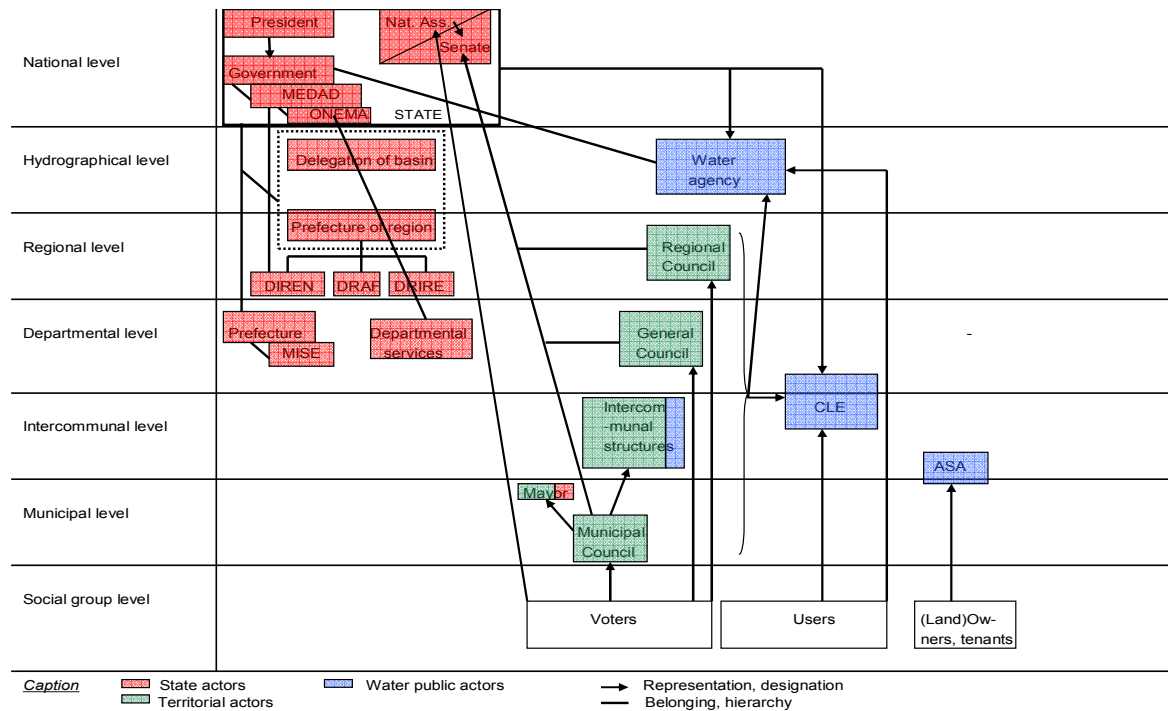 President
Nat. Ass.
Senate
National level
Government
MEDAD
ONEMA
STATE
Hydrographical level
Delegation of basin
Water
agency
Prefecture of region
Regional level
Regional
Council
DIREN
DRAF
DRIRE
Departmental level
Prefecture
MISE
Departmental
services
General
Council
-
CLE
Intercommunal level
Intercom
-munal
structures
ASA
Mayor
Municipal level
Municipal
Council
Social group level
Voters
Users
(Land)Ow-
ners, tenants
Caption
State actors
Water public actors
Representation, designation
Territorial actors
Belonging, hierarchy